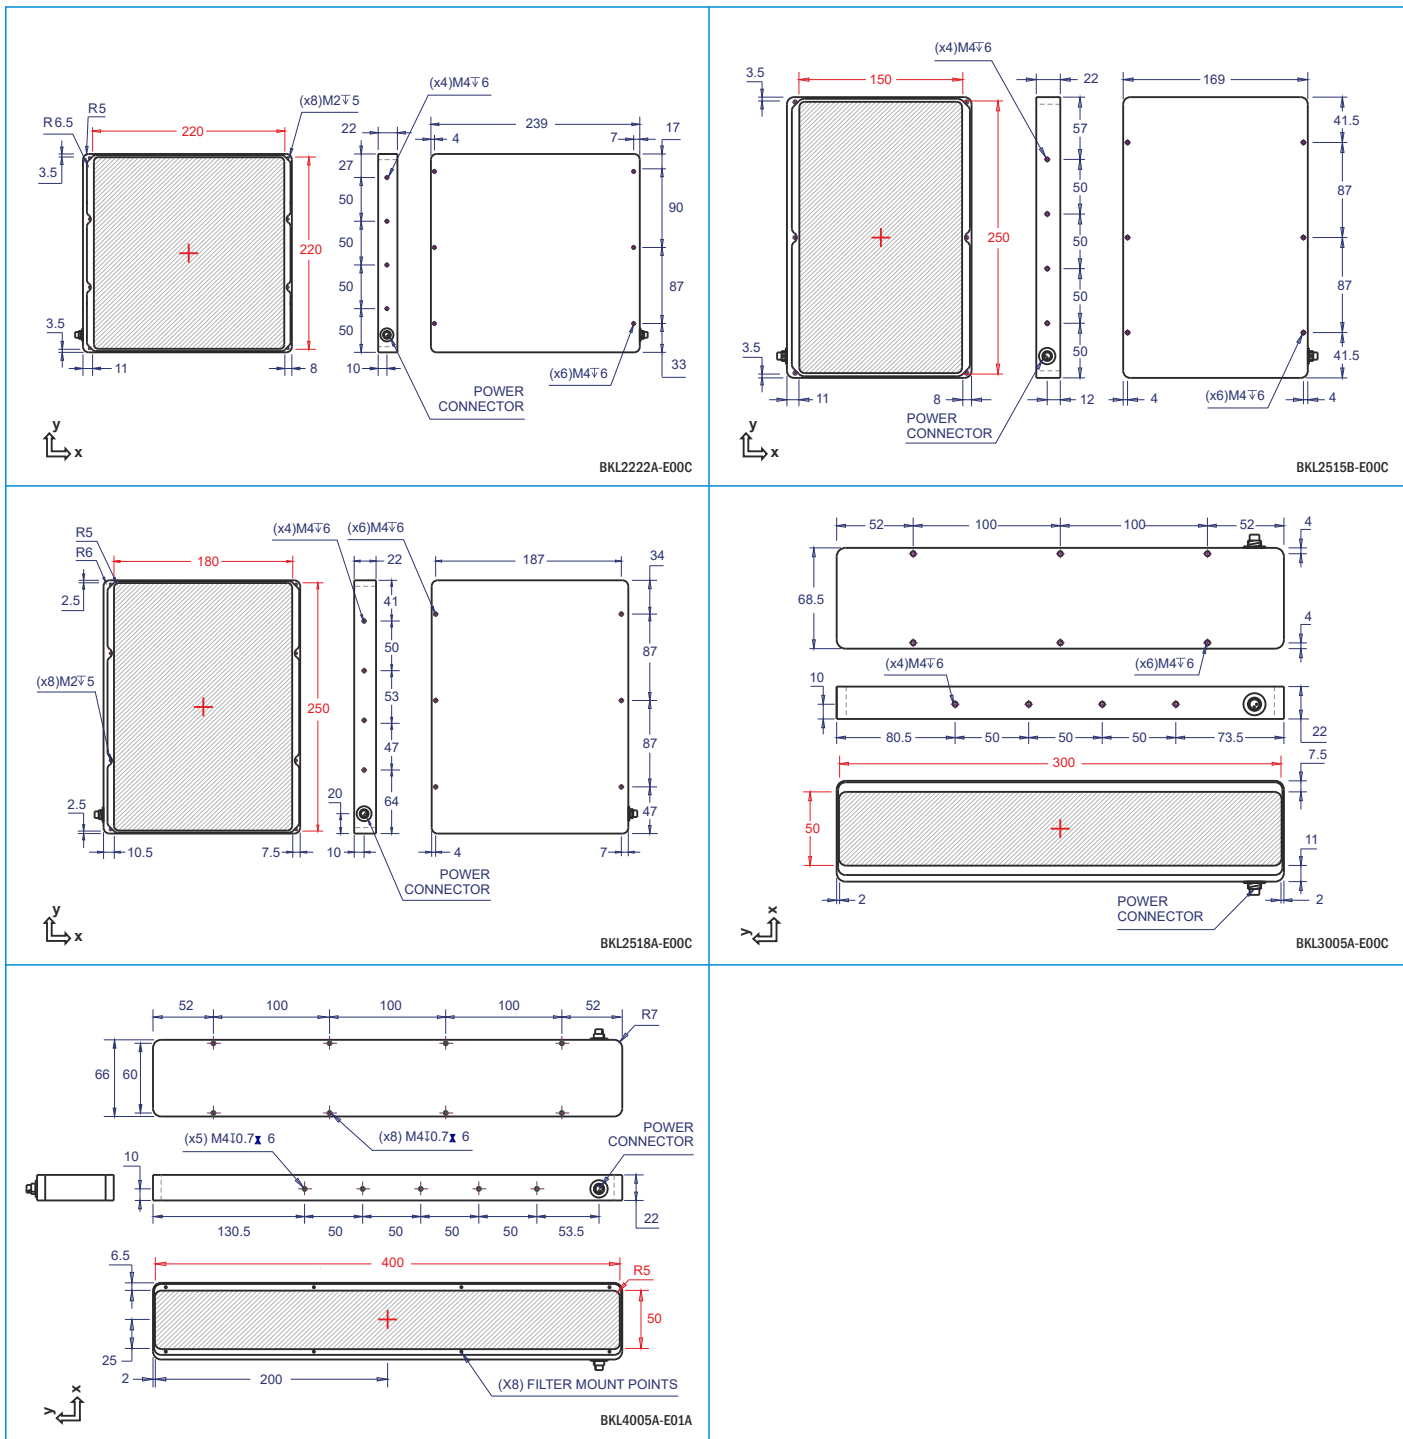 (x4)M4↧6
(x8)M2↧5
R5
R6.5
220
22
239
17
4
7
3.5
27
50
90
50
220
50
87
3.5
50
11
8
10
33
(x6)M4↧6
POWER
CONNECTOR
y
x
BKL2222A-E00C
(x4)M4↧6
3.5
150
22
169
57
41.5
50
87
50
250
50
87
3.5
50
41.5
11
8
12
4
4
(x6)M4↧6
POWER
CONNECTOR
y
x
BKL2515B-E00C
(x4)M4↧6
(x6)M4↧6
R5
R6
180
22
187
34
2.5
41
50
87
(x8)M2↧5
53
250
47
87
2.5
20
64
47
10.5
7.5
10
4
7
POWER
CONNECTOR
y
x
BKL2518A-E00C
52
100
100
52
4
68.5
4
(x4)M4↧6
(x6)M4↧6
10
80.5
50
50
50
73.5
22
300
7.5
50
11
2
2
POWER
CONNECTOR
x
y
BKL3005A-E00C
52
100
100
100
52
R7
66
60
(x5) M4↧0.7x 6
(x8) M4↧0.7x 6
POWER
CONNECTOR
10
130.5
50
50
50
50
53.5
22
6.5
400
R5
50
25
2
200
(X8) FILTER MOUNT POINTS
x
y
BKL4005A-E01A